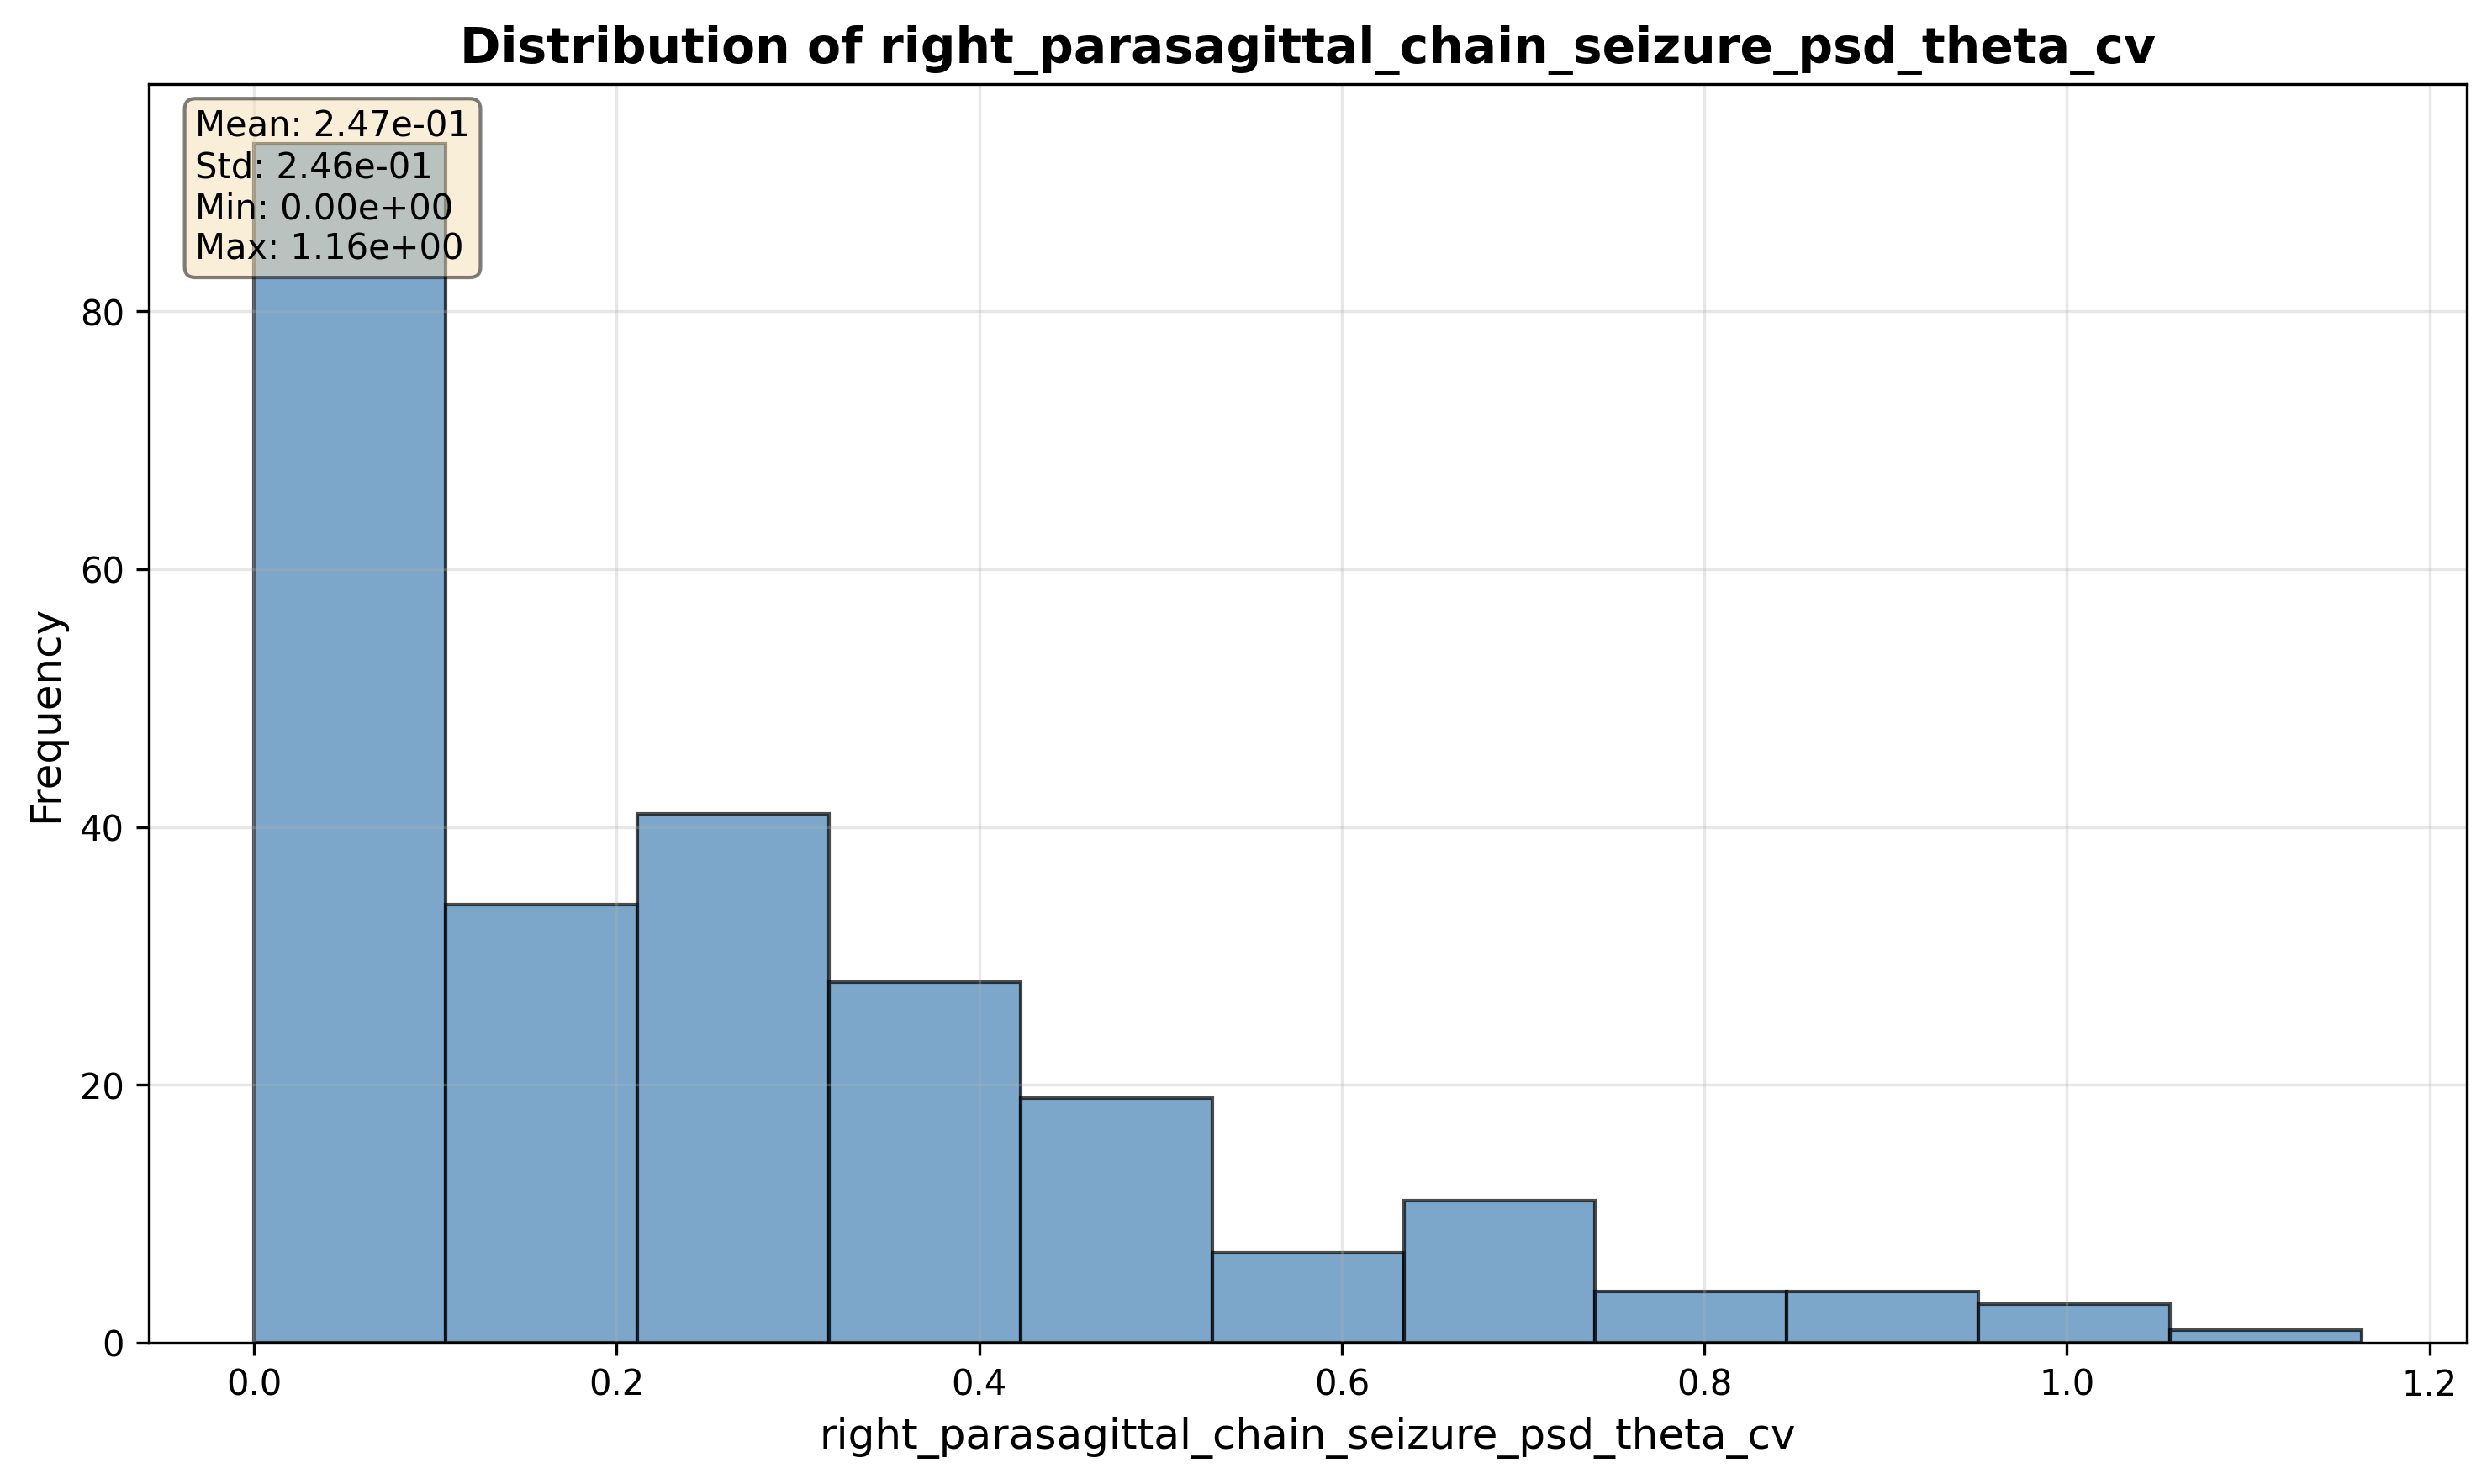 Distribution of right_parasagittal_chain_seizure_psd_theta_cv
Mean: 2.47e-01
Std: 2.46e-01
Min: 0.00e+00
Max: 1.16e+00
80
60
40
20
0
Frequency
0.0 0.2 0.4 0.6 0.8 1.0 1.2
right_parasagittal_chain_seizure_psd_theta_cv